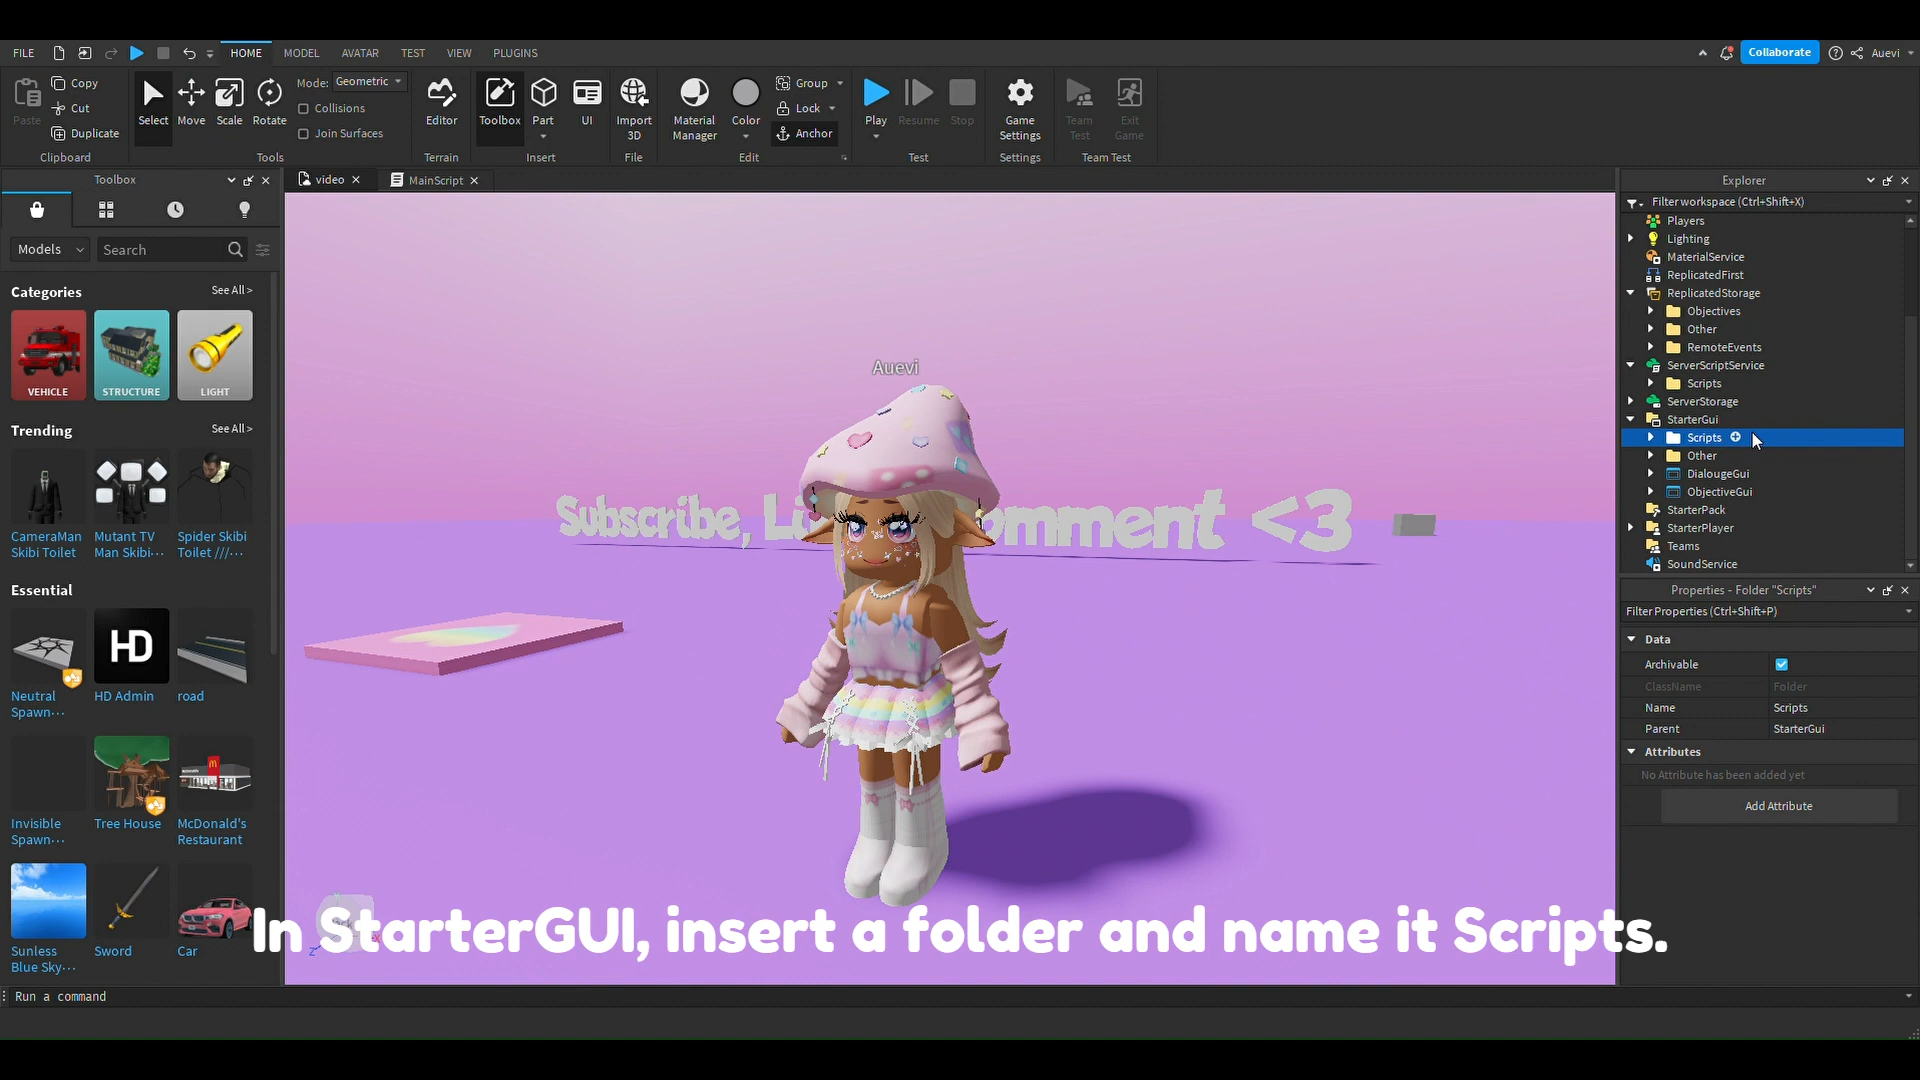 FILE
HOME
MODEL
AVATAR
TEST
VIEW
PLUGINS
Collaborate
Auevi
Paste
Copy
Cut
Duplicate
Clipboard
Select
Move
Scale
Rotate
Mode: Geometric
Collisions
Join Surfaces
Tools
Editor
Terrain
Toolbox
Part
UI
Insert
Import
3D
File
Material
Manager
Color
Group
Lock
Anchor
Edit
Play
Resume
Stop
Test
Game
Settings
Settings
Team
Test
Exit
Game
Team Test
Toolbox
video
MainScript
Models
Search
Categories
See All >
VEHICLE
STRUCTURE
LIGHT
Trending
See All >
CameraMan
Skibi Toilet
Mutant TV
Man Skibi···
Spider Skibi
Toilet ///···
Essential
HD
Neutral
Spawn···
HD Admin
road
Invisible
Spawn···
Tree House
McDonald's
Restaurant
Sunless
Blue Sky···
Sword
Car
Auevi
Subscribe, Li
omment <3
In StarterGUI, insert a folder and name it Scripts.
Explorer
Filter workspace (Ctrl+Shift+X)
Players
Lighting
MaterialService
ReplicatedFirst
ReplicatedStorage
Objectives
Other
RemoteEvents
ServerScriptService
Scripts
ServerStorage
StarterGui
Scripts
Other
DialougeGui
ObjectiveGui
StarterPack
StarterPlayer
Teams
SoundService
Properties - Folder "Scripts"
Filter Properties (Ctrl+Shift+P)
Data
Archivable
ClassName Folder
Name Scripts
Parent StarterGui
Attributes
No Attribute has been added yet
Add Attribute
Run a command